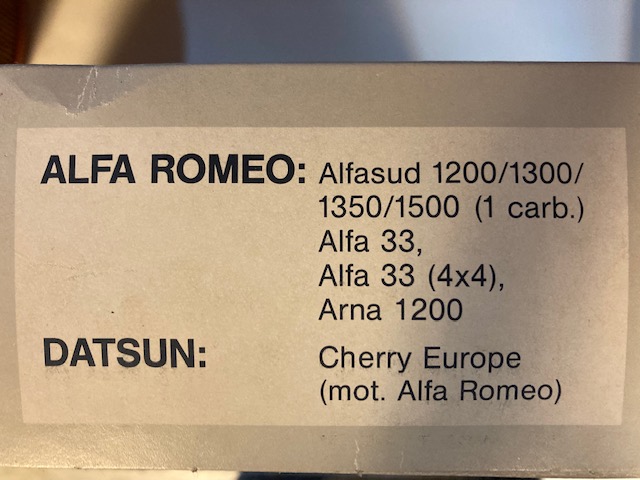 ALFA ROMEO: Alfasud 1200/1300/
1350/1500 (1 carb.)
Alfa 33,
Alfa 33 (4x4),
Arna 1200
DATSUN: Cherry Europe
(mot. Alfa Romeo)